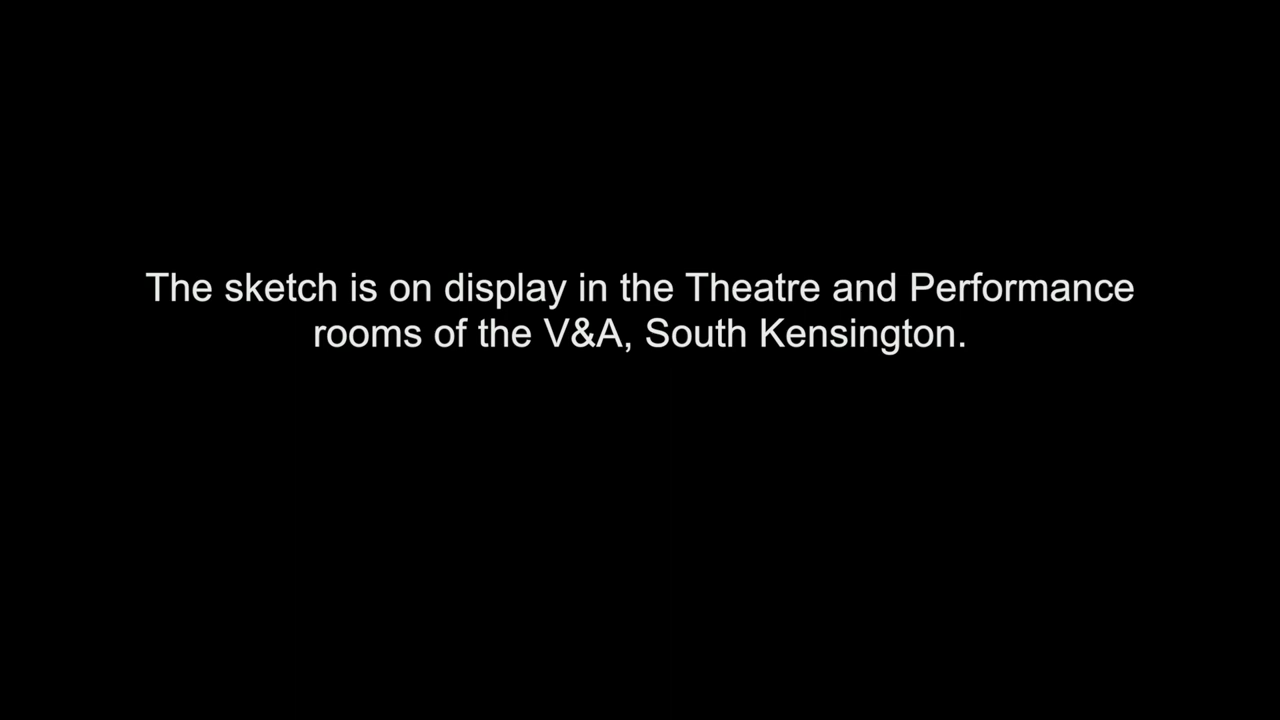 The sketch is on display in the Theatre and Performance
rooms of the V&A, South Kensington.